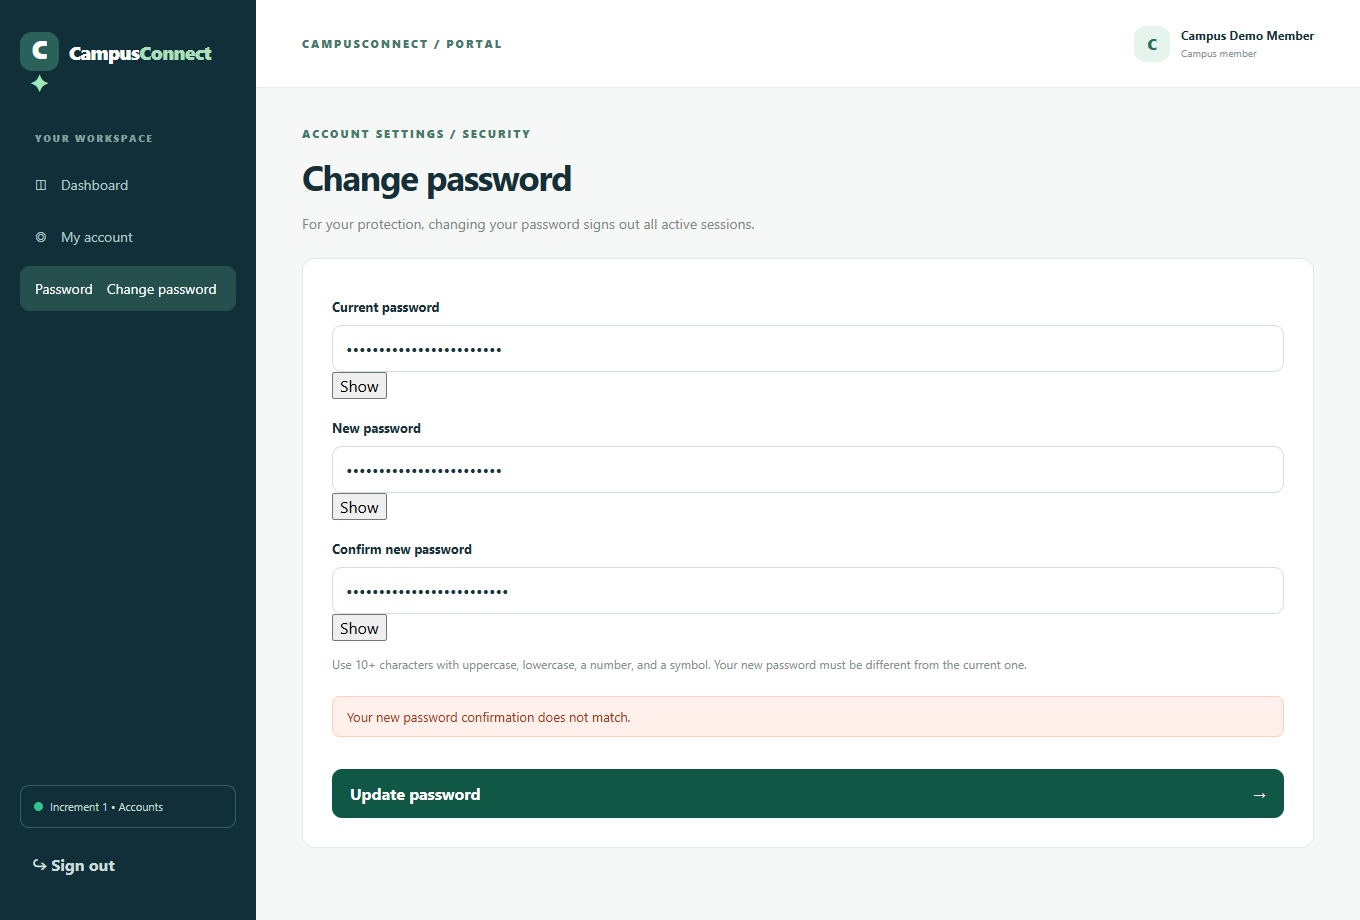 C CampusConnect
YOUR WORKSPACE
Dashboard
My account
Password Change password
Increment 1 • Accounts
↪ Sign out
CAMPUSCONNECT / PORTAL
C
Campus Demo Member
Campus member
ACCOUNT SETTINGS / SECURITY
Change password
For your protection, changing your password signs out all active sessions.
Current password
••••••••••••••••••••••••
Show
New password
••••••••••••••••••••••••
Show
Confirm new password
•••••••••••••••••••••••••
Show
Use 10+ characters with uppercase, lowercase, a number, and a symbol. Your new password must be different from the current one.
Your new password confirmation does not match.
Update password →